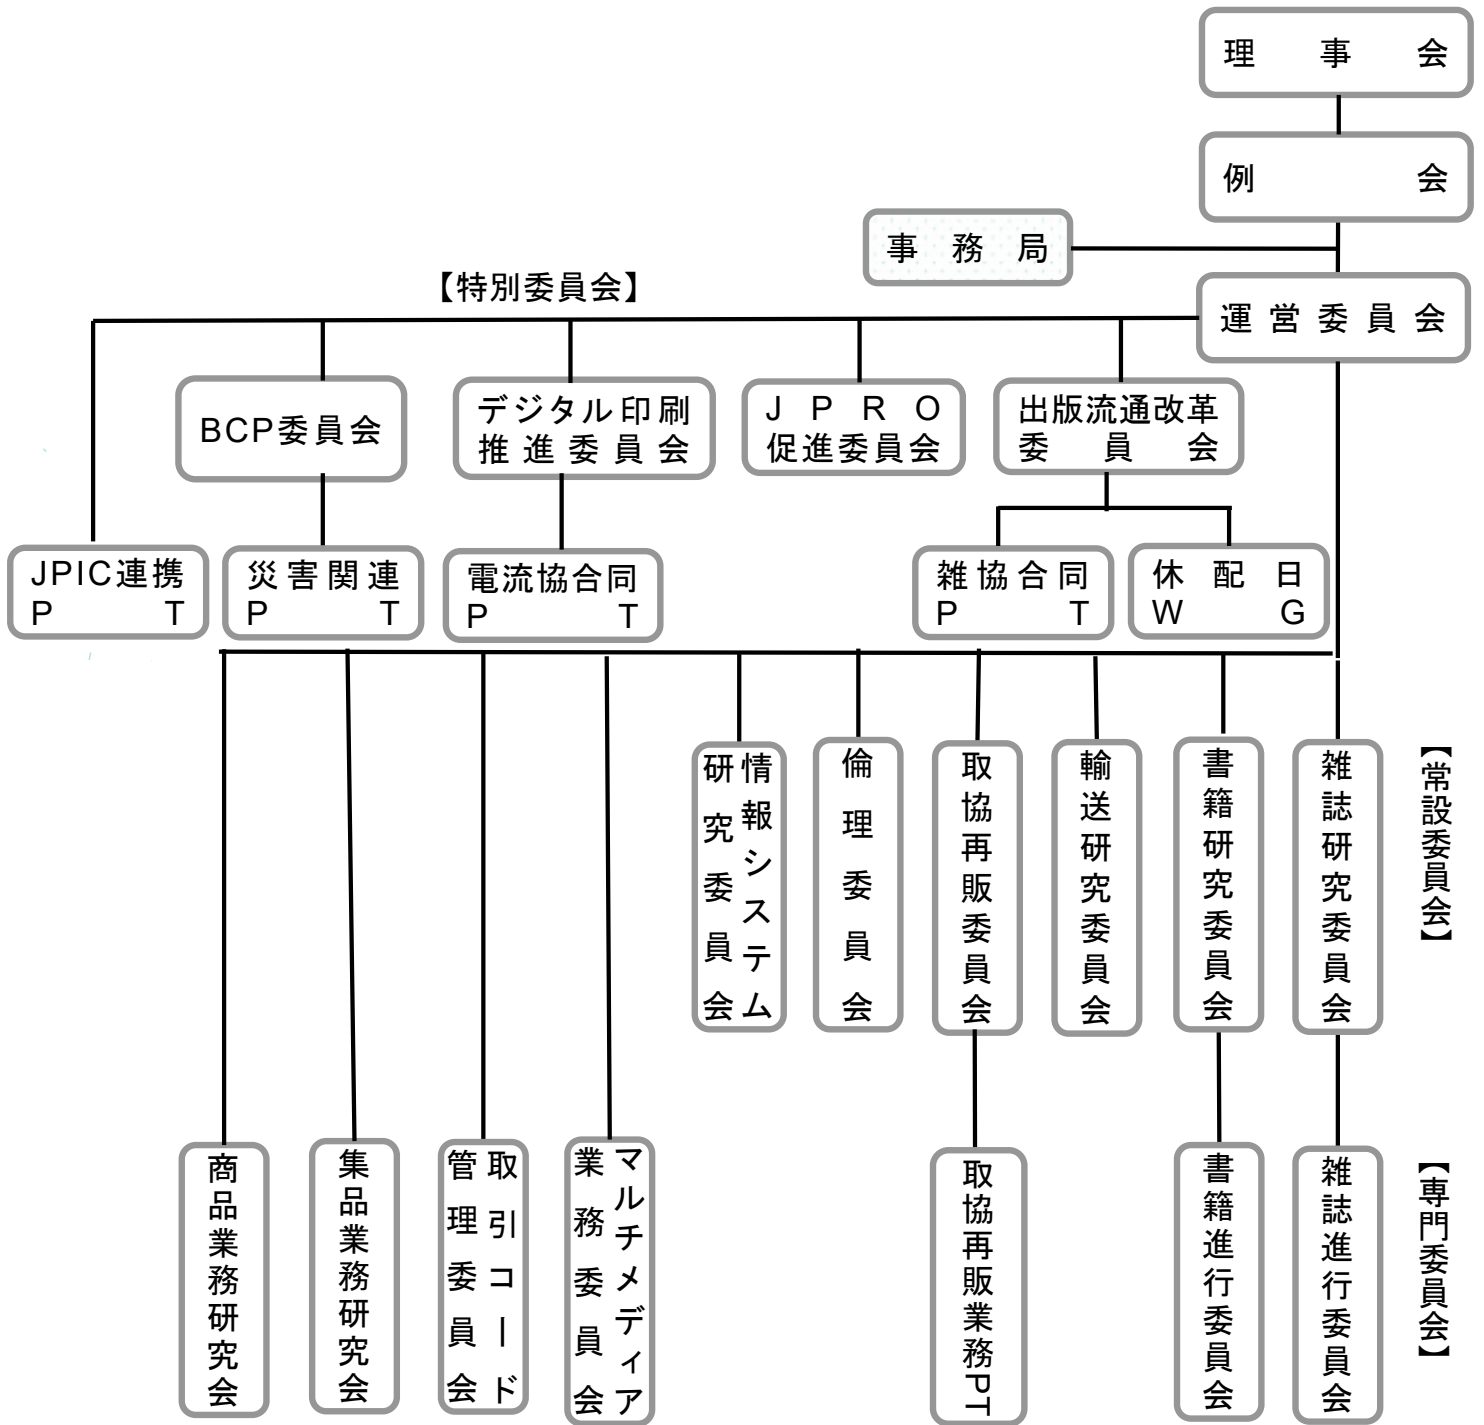 理事会
例会
事務局
運営委員会
【特別委員会】
BCP委員会
デジタル印刷
推進委員会
JPRO
促進委員会
出版流通改革
委員会
JPIC連携
PT
災害関連
PT
電流協合同
PT
雑協合同
PT
休配日
WG
【常設委員会】
雑誌研究委員会
書籍研究委員会
輸送研究委員会
取協再販委員会
倫理委員会
情報システム
研究委員会
【専門委員会】
雑誌進行委員会
書籍進行委員会
取協再販業務PT
マルチメディア
業務委員会
取引コード
管理委員会
集品業務研究会
商品業務研究会